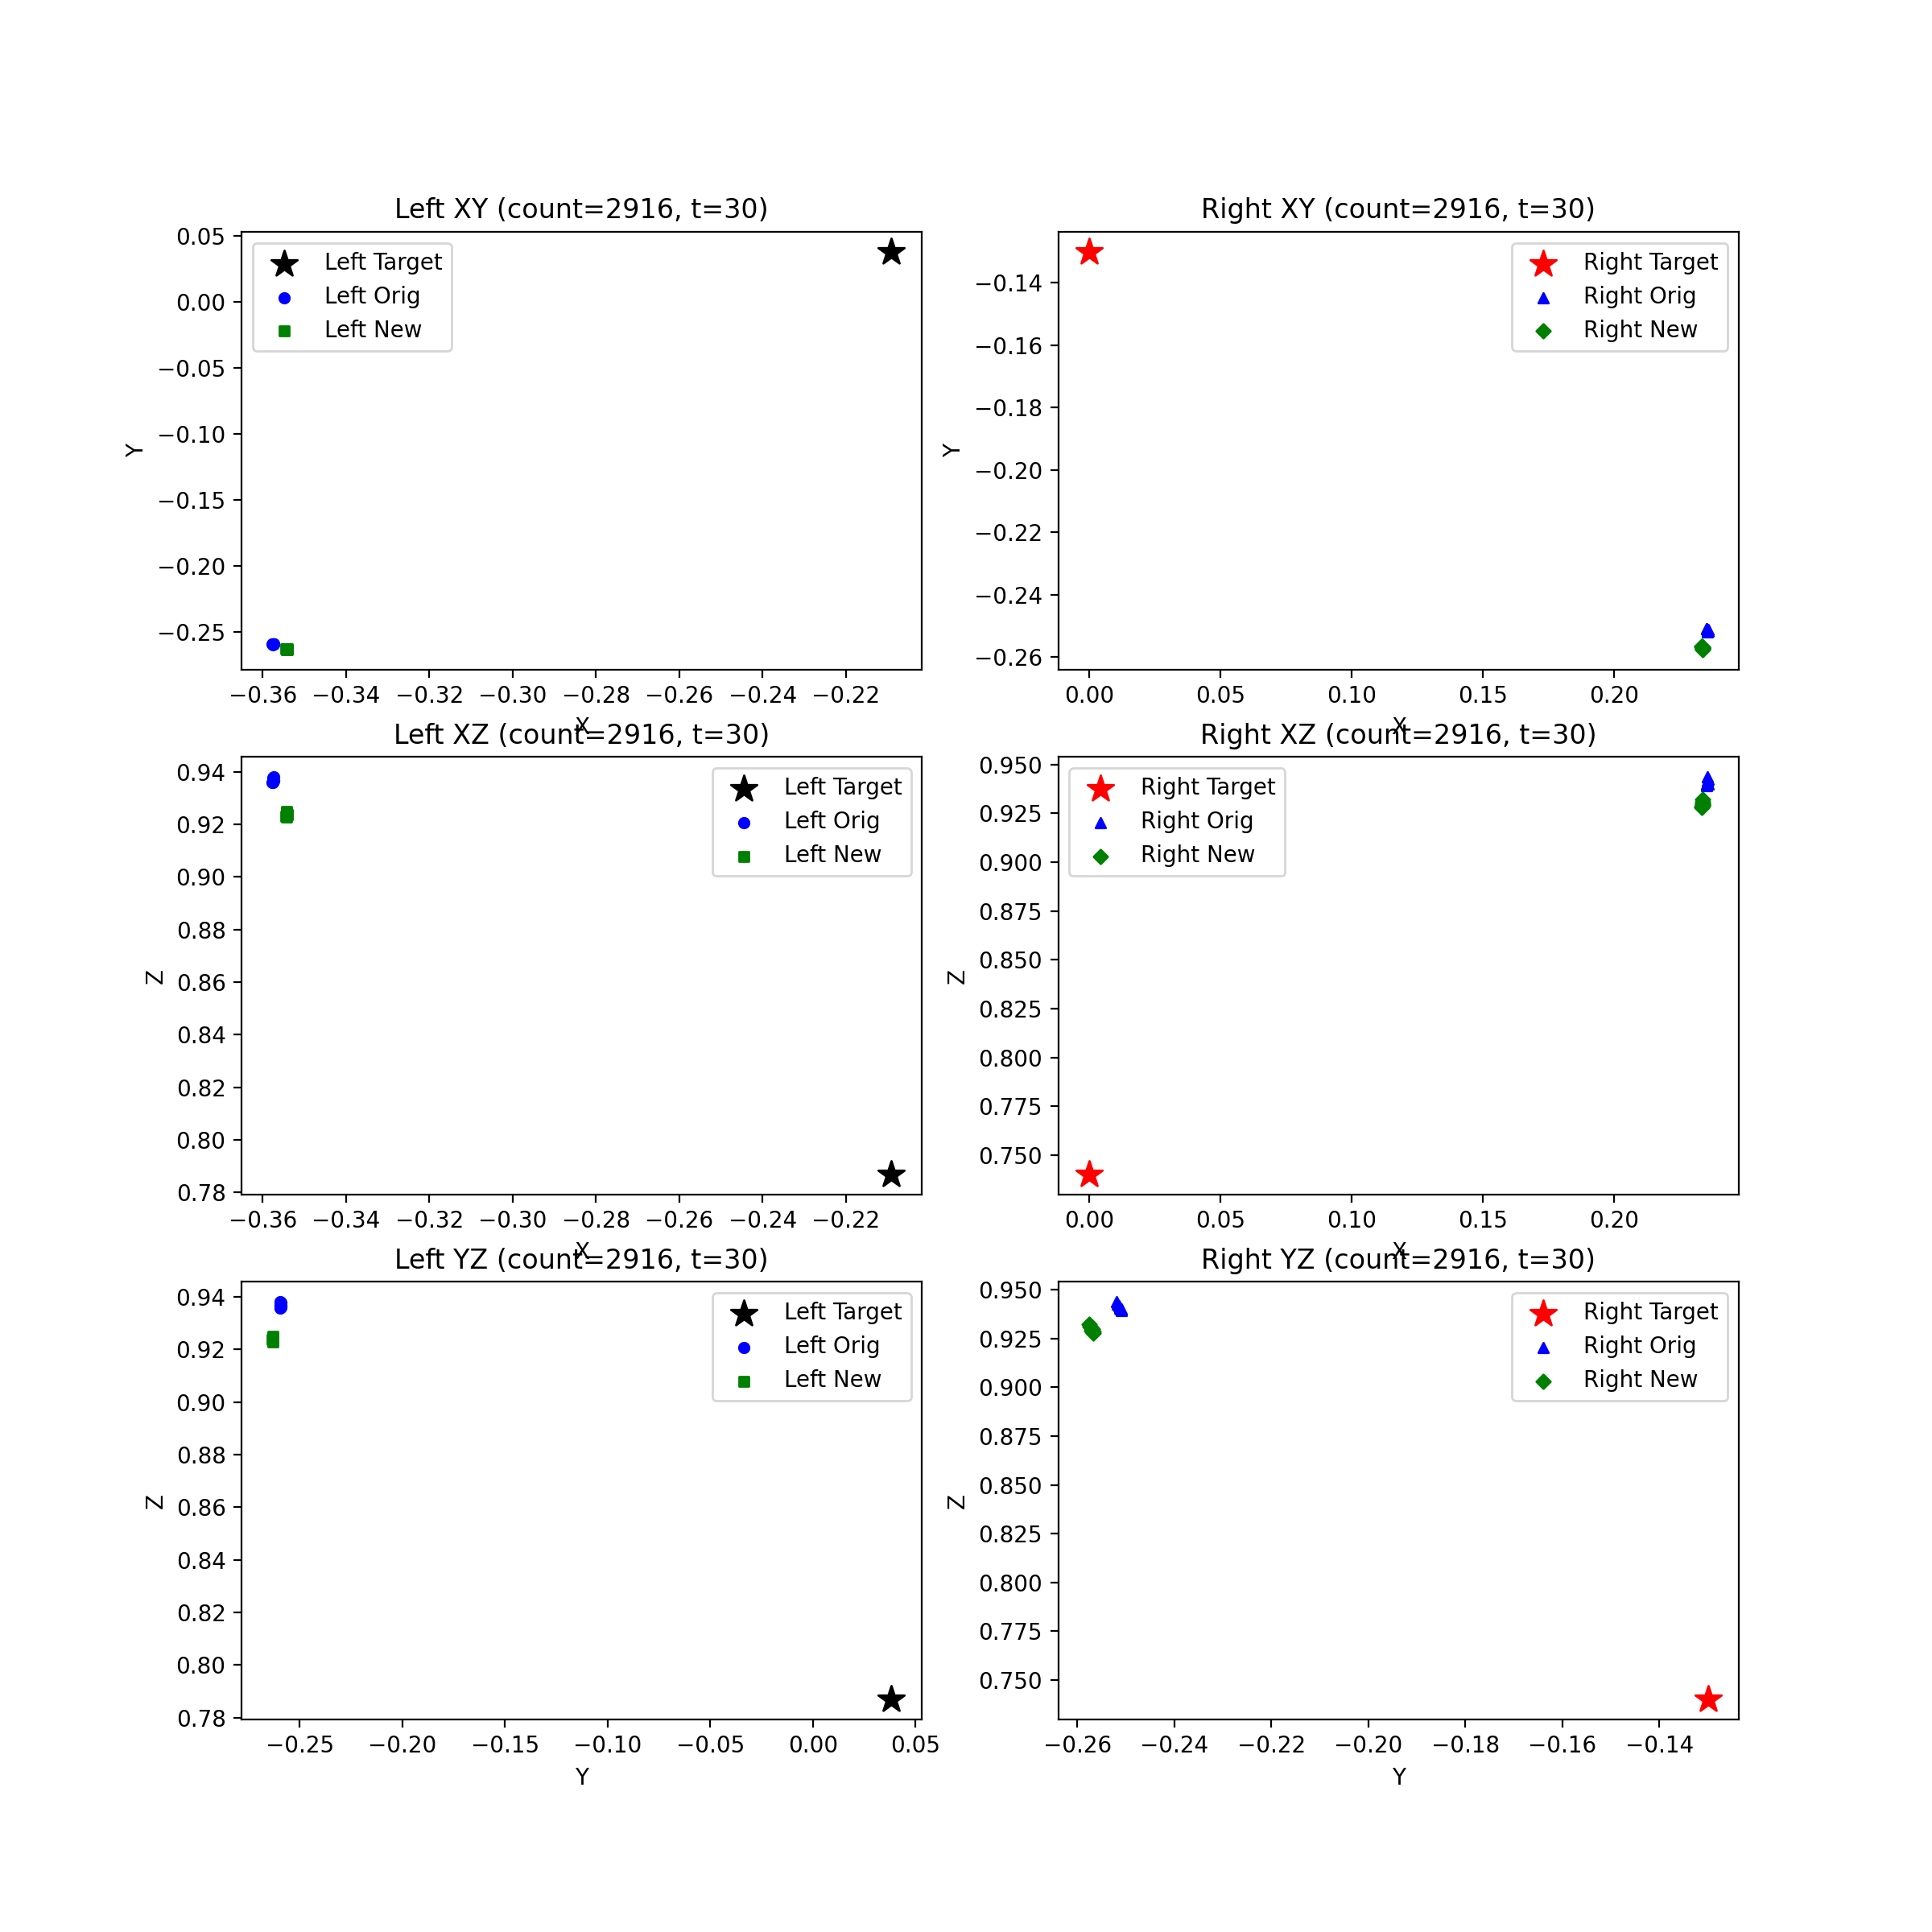 Left XY (count=2916, t=30)
0.05
0.00
−0.05
−0.10
−0.15
−0.20
−0.25
Y
Left Target
Left Orig
Left New
−0.36 −0.34 −0.32 −0.30 −0.28 −0.26 −0.24 −0.22
X
Right XY (count=2916, t=30)
−0.14
−0.16
−0.18
−0.20
−0.22
−0.24
−0.26
Y
Right Target
Right Orig
Right New
0.00 0.05 0.10 0.15 0.20
X
Left XZ (count=2916, t=30)
0.94
0.92
0.90
0.88
0.86
0.84
0.82
0.80
0.78
Z
Left Target
Left Orig
Left New
−0.36 −0.34 −0.32 −0.30 −0.28 −0.26 −0.24 −0.22
X
Right XZ (count=2916, t=30)
0.950
0.925
0.900
0.875
0.850
0.825
0.800
0.775
0.750
Z
Right Target
Right Orig
Right New
0.00 0.05 0.10 0.15 0.20
X
Left YZ (count=2916, t=30)
0.94
0.92
0.90
0.88
0.86
0.84
0.82
0.80
0.78
Z
Left Target
Left Orig
Left New
−0.25 −0.20 −0.15 −0.10 −0.05 0.00 0.05
Y
Right YZ (count=2916, t=30)
0.950
0.925
0.900
0.875
0.850
0.825
0.800
0.775
0.750
Z
Right Target
Right Orig
Right New
−0.26 −0.24 −0.22 −0.20 −0.18 −0.16 −0.14
Y